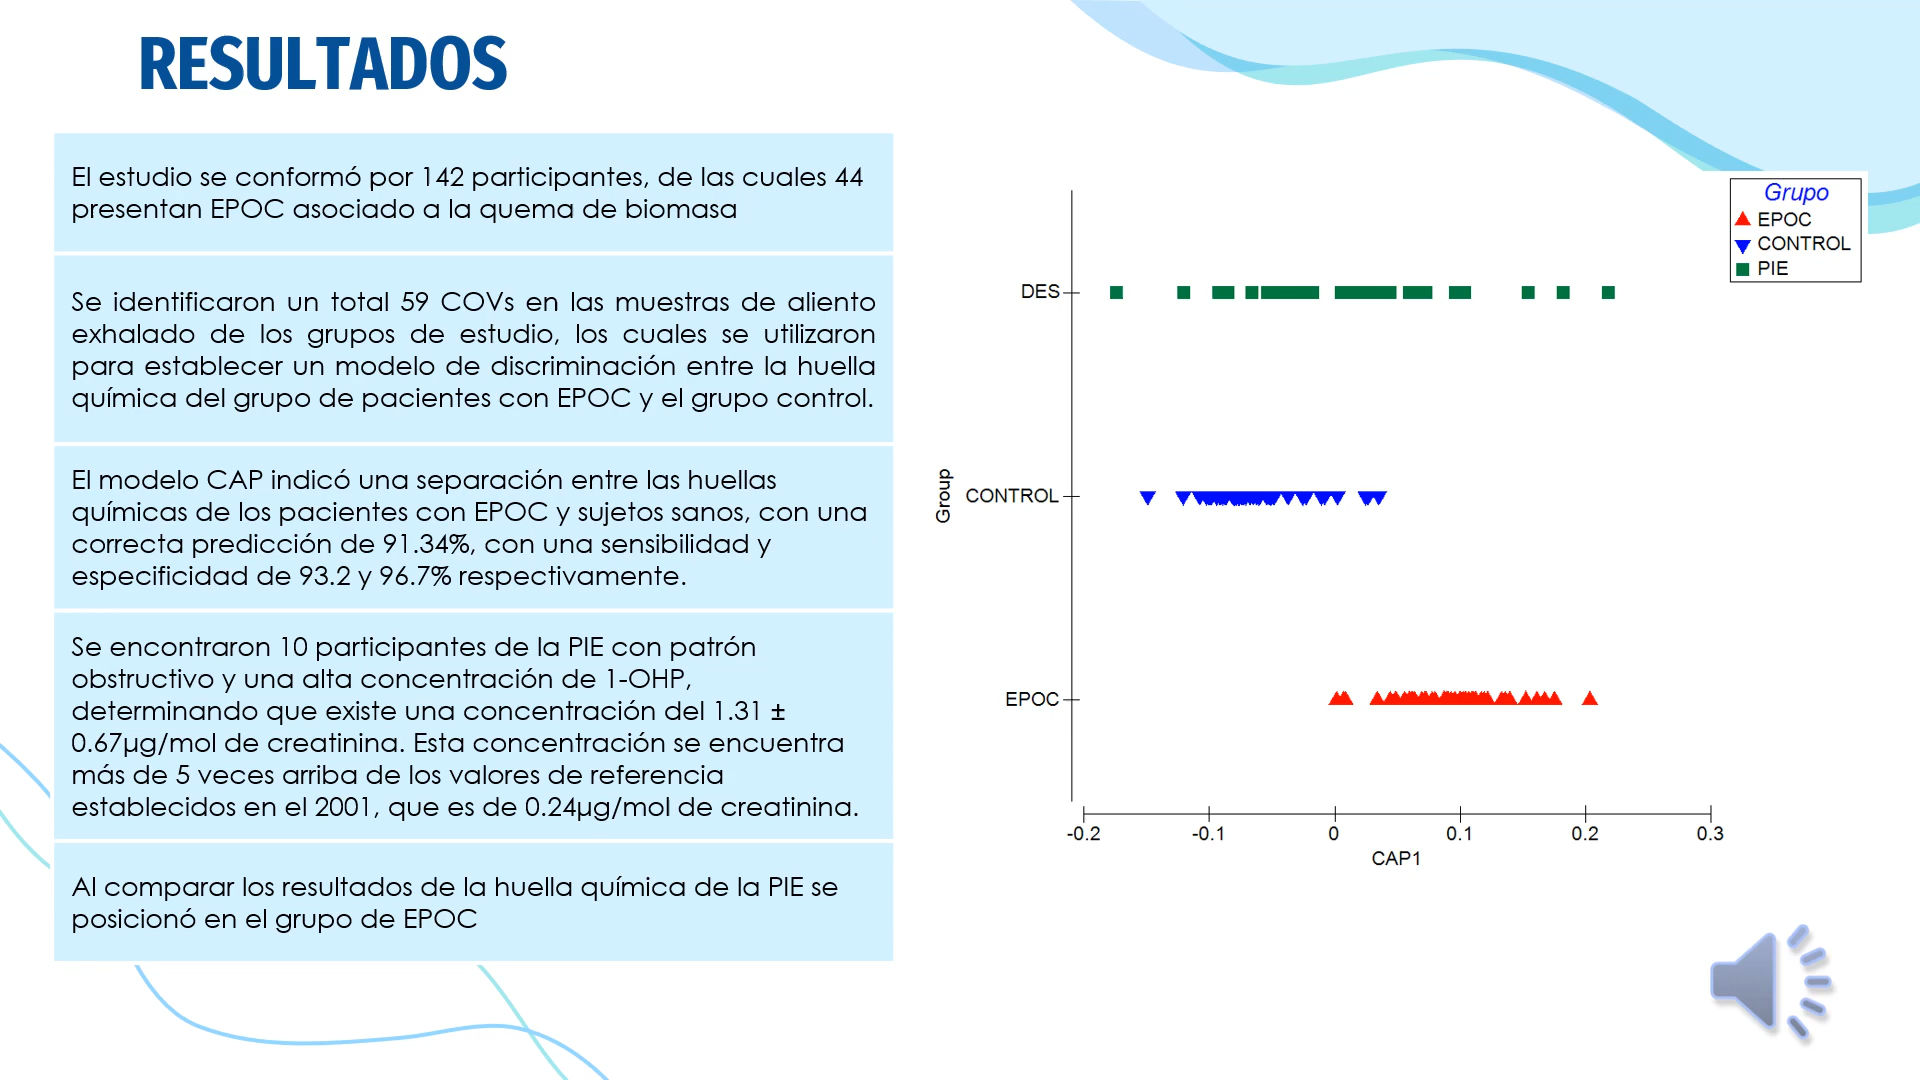 RESULTADOS
El estudio se conformó por 142 participantes, de las cuales 44
presentan EPOC asociado a la quema de biomasa
Se identificaron un total 59 COVs en las muestras de aliento
exhalado de los grupos de estudio, los cuales se utilizaron
para establecer un modelo de discriminación entre la huella
química del grupo de pacientes con EPOC y el grupo control.
El modelo CAP indicó una separación entre las huellas
químicas de los pacientes con EPOC y sujetos sanos, con una
correcta predicción de 91.34%, con una sensibilidad y
especificidad de 93.2 y 96.7% respectivamente.
Se encontraron 10 participantes de la PIE con patrón
obstructivo y una alta concentración de 1-OHP,
determinando que existe una concentración del 1.31 ±
0.67µg/mol de creatinina. Esta concentración se encuentra
más de 5 veces arriba de los valores de referencia
establecidos en el 2001, que es de 0.24µg/mol de creatinina.
Al comparar los resultados de la huella química de la PIE se
posicionó en el grupo de EPOC
Grupo
EPOC
CONTROL
PIE
DES
CONTROL
EPOC
Group
-0.2 -0.1 0 0.1 0.2 0.3
CAP1